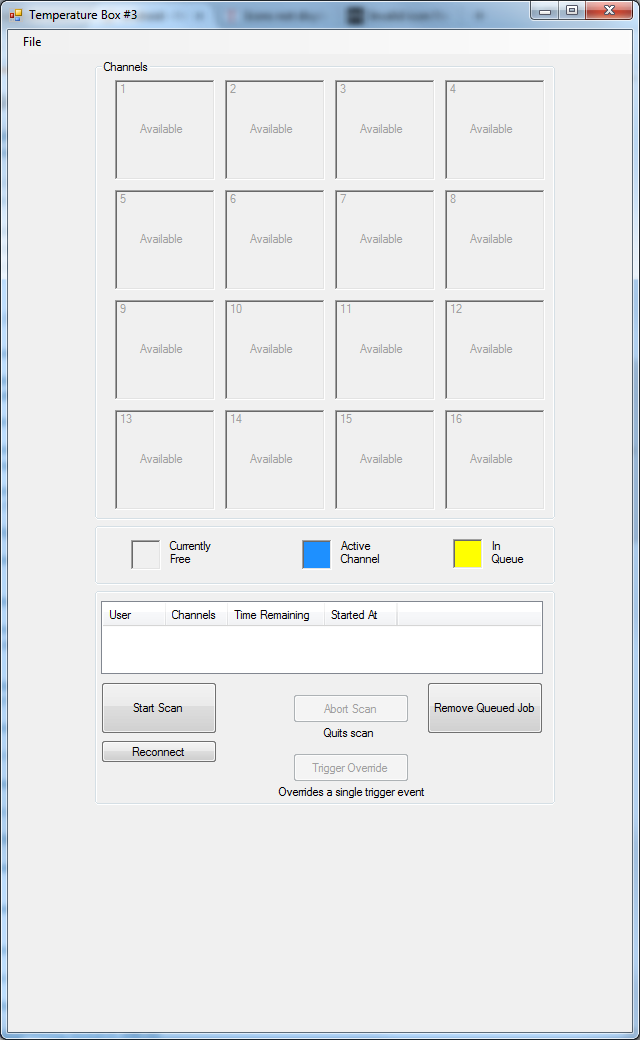 Temperature Box #3
File
Channels
1 2 3 4
Available Available Available Available
5 6 7 8
Available Available Available Available
9 10 11 12
Available Available Available Available
13 14 15 16
Available Available Available Available
Currently
Free
Active
Channel
In
Queue
User Channels Time Remaining Started At
Start Scan
Abort Scan
Remove Queued Job
Quits scan
Reconnect
Trigger Override
Overrides a single trigger event